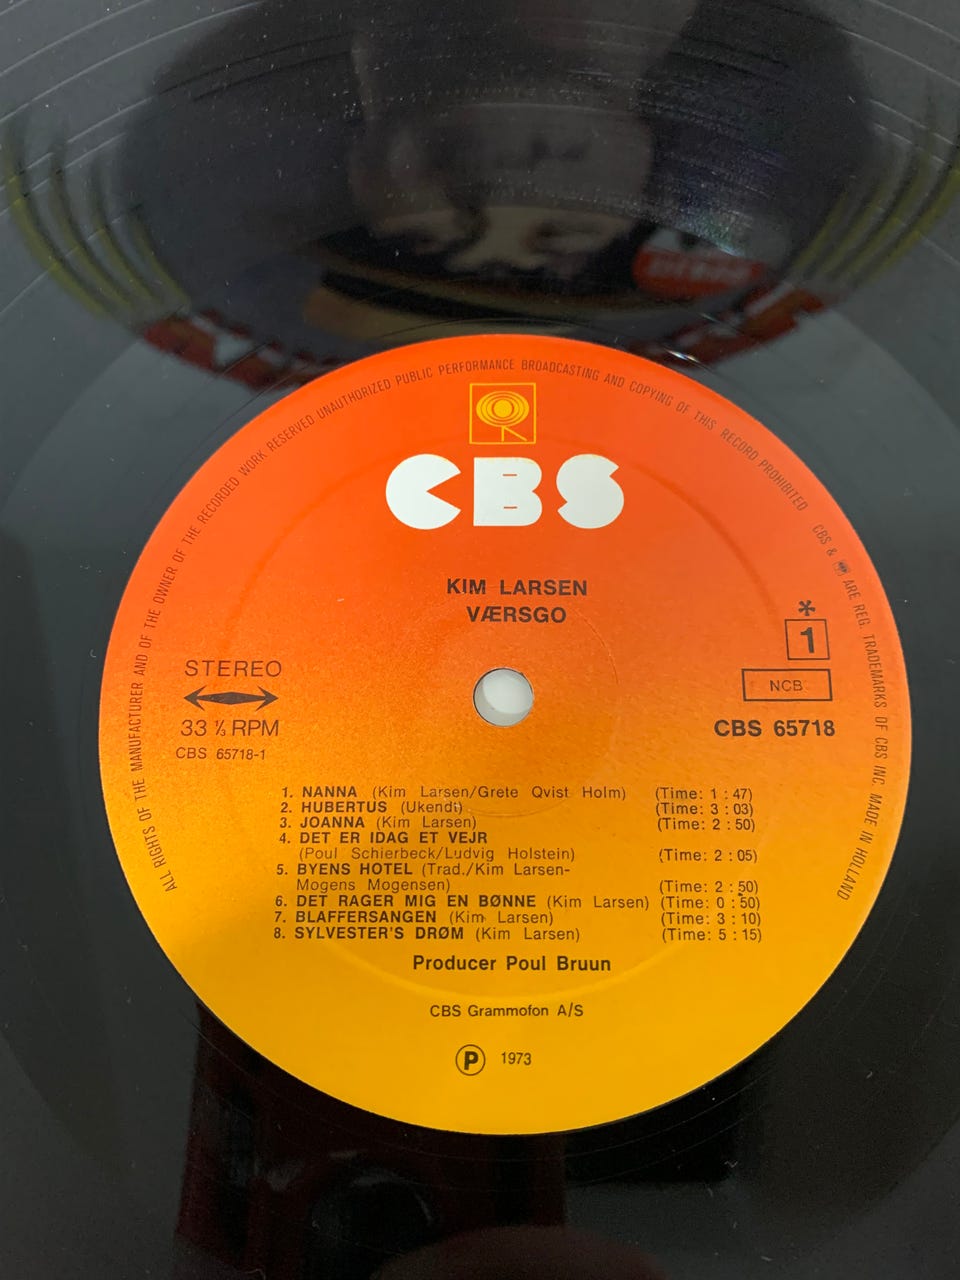 ALL RIGHTS OF THE MANUFACTURER AND OF THE OWNER OF THE RECORDED WORK RESERVED UNAUTHORIZED PUBLIC PERFORMANCE BROADCASTING AND COPYING OF THIS RECORD PROHIBITED CBS & ARE REG. TRADEMARKS OF CBS INC. MADE IN HOLLAND
CBS
KIM LARSEN
VÆRSGO
STEREO
33 ⅓ RPM
CBS 65718-1
*
1
NCB
CBS 65718
1. NANNA (Kim Larsen/Grete Qvist Holm) (Time: 1 : 47)
2. HUBERTUS (Ukendt) (Time: 3 : 03)
3. JOANNA (Kim Larsen) (Time: 2 : 50)
4. DET ER IDAG ET VEJR
(Poul Schierbeck/Ludvig Holstein) (Time: 2 : 05)
5. BYENS HOTEL (Trad./Kim Larsen-
Mogens Mogensen) (Time: 2 : 50)
6. DET RAGER MIG EN BØNNE (Kim Larsen) (Time: 0 : 50)
7. BLAFFERSANGEN (Kim Larsen) (Time: 3 : 10)
8. SYLVESTER'S DRØM (Kim Larsen) (Time: 5 : 15)
Producer Poul Bruun
CBS Grammofon A/S
Ⓟ 1973